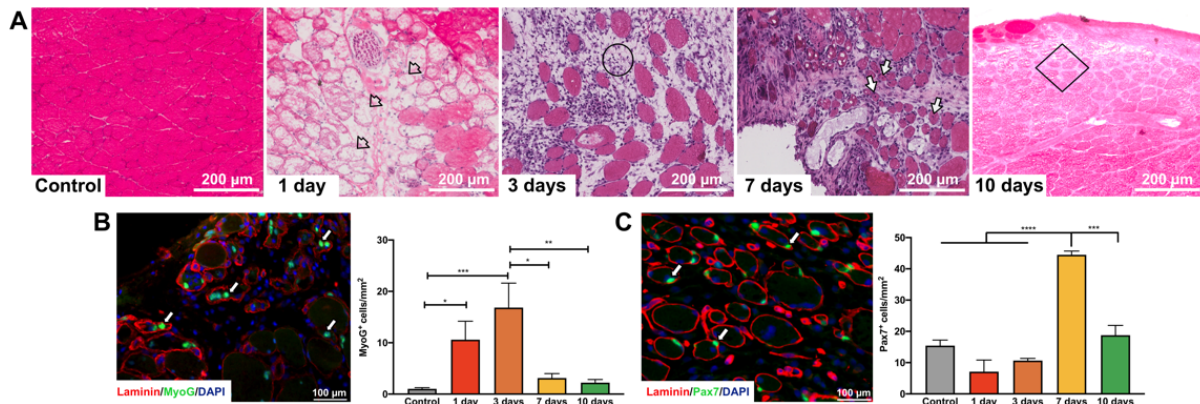 A
Control
200 µm
1 day
200 µm
3 days
200 µm
7 days
200 µm
10 days
200 µm
B
Laminin/MyoG/DAPI
100 µm
MyoG⁺ cells/mm²
30
20
10
0
*
***
*
**
Control
1 day
3 days
7 days
10 days
C
Laminin/Pax7/DAPI
100 µm
Pax7⁺ cells/mm²
50
40
30
20
10
0
****
***
Control
1 day
3 days
7 days
10 days